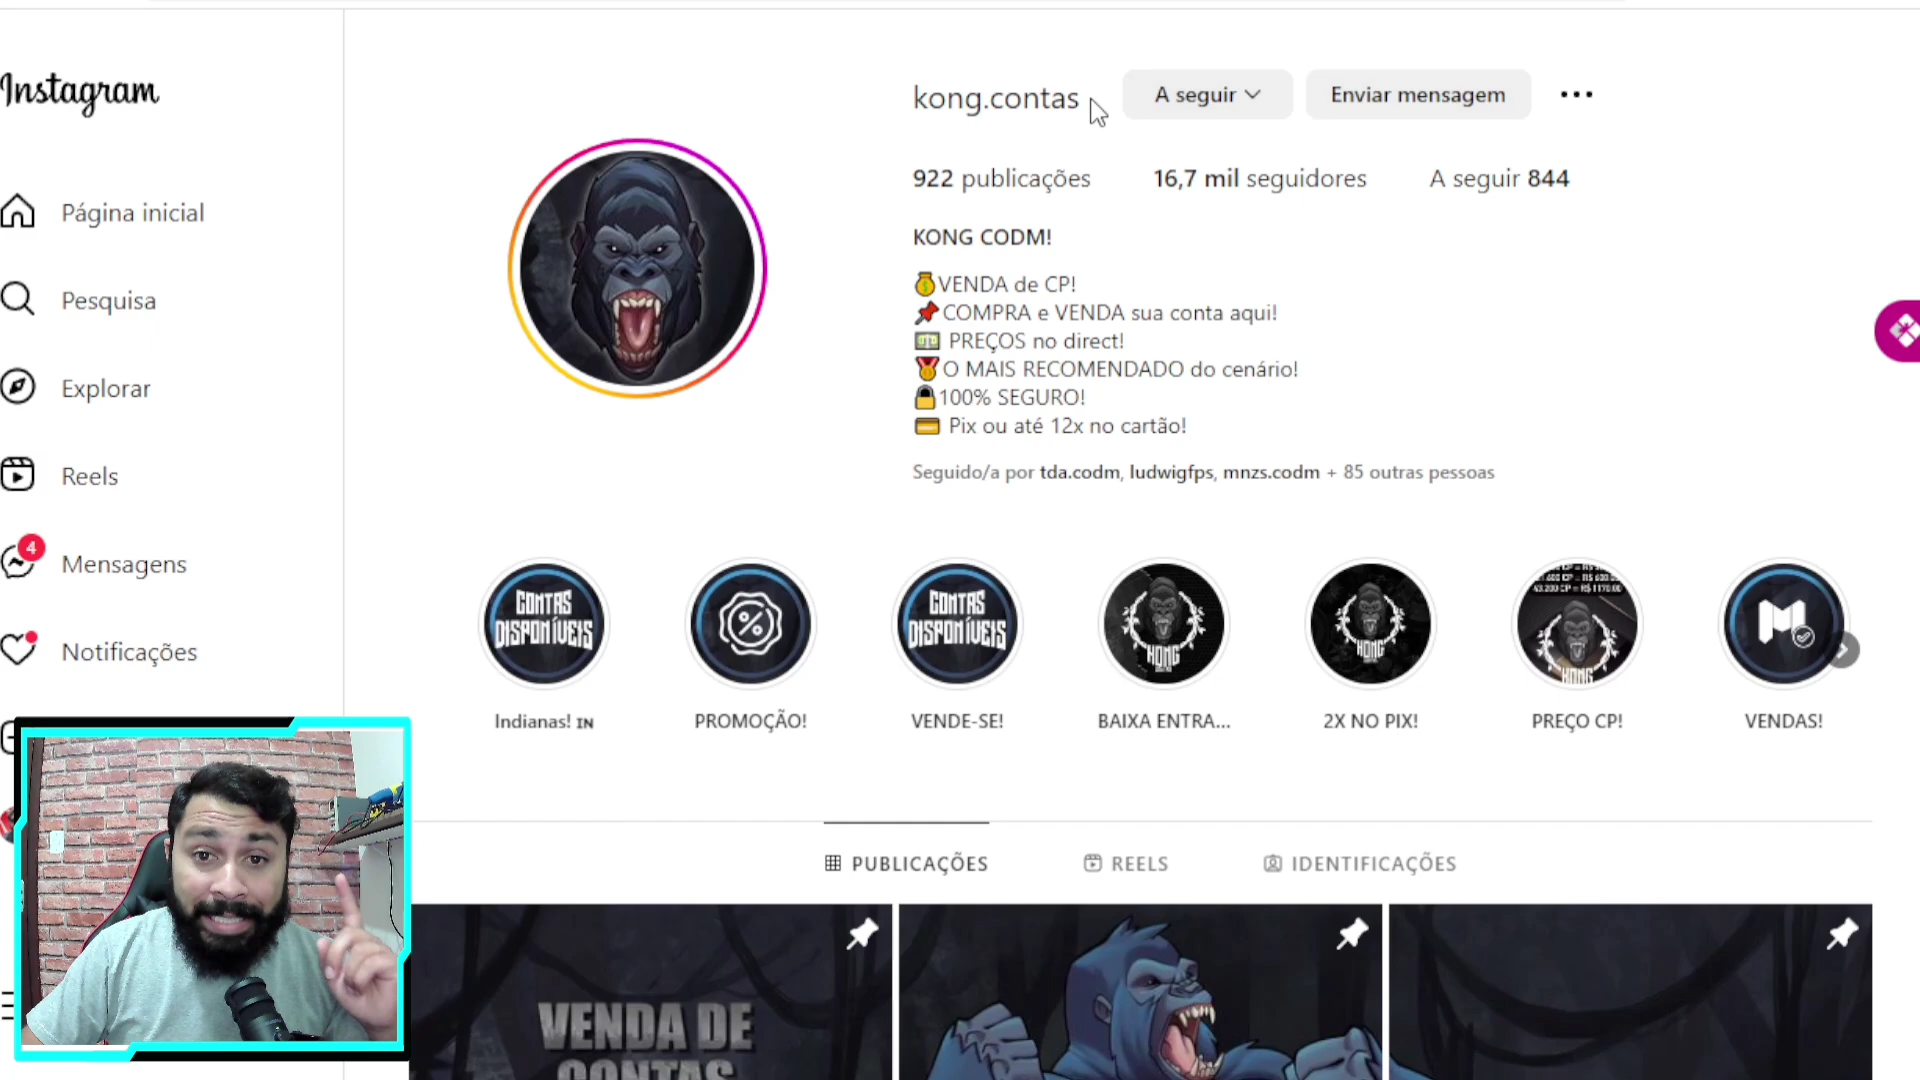 Instagram
Página inicial
Pesquisa
Explorar
Reels
4
Mensagens
Notificações
kong.contas
A seguir
Enviar mensagem
922 publicações
16,7 mil seguidores
A seguir 844
KONG CODM!
VENDA de CP!
COMPRA e VENDA sua conta aqui!
PREÇOS no direct!
O MAIS RECOMENDADO do cenário!
100% SEGURO!
Pix ou até 12x no cartão!
Seguido/a por tda.codm, ludwigfps, mnzs.codm + 85 outras pessoas
CONTAS
DISPONÍVEIS
CONTAS
DISPONÍVEIS
KONG
KONG
KONG
Indianas! IN
PROMOÇÃO!
VENDE-SE!
BAIXA ENTRA...
2X NO PIX!
PREÇO CP!
VENDAS!
PUBLICAÇÕES
REELS
IDENTIFICAÇÕES
VENDA DE
CONTAS